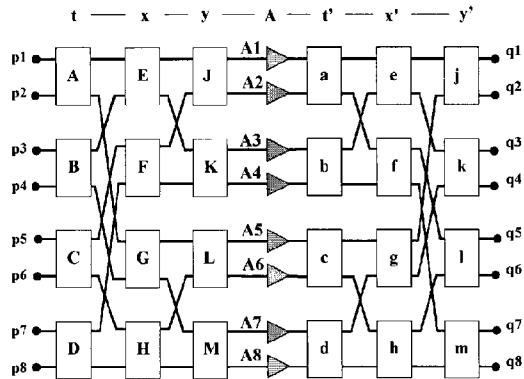 t x y A t' x' y'
p1 A E J A1 a e j q1
p2 A2 q2
p3 B F K A3 b f k q3
p4 A4 q4
p5 C G L A5 c g l q5
p6 A6 q6
p7 D H M A7 d h m q7
p8 A8 q8